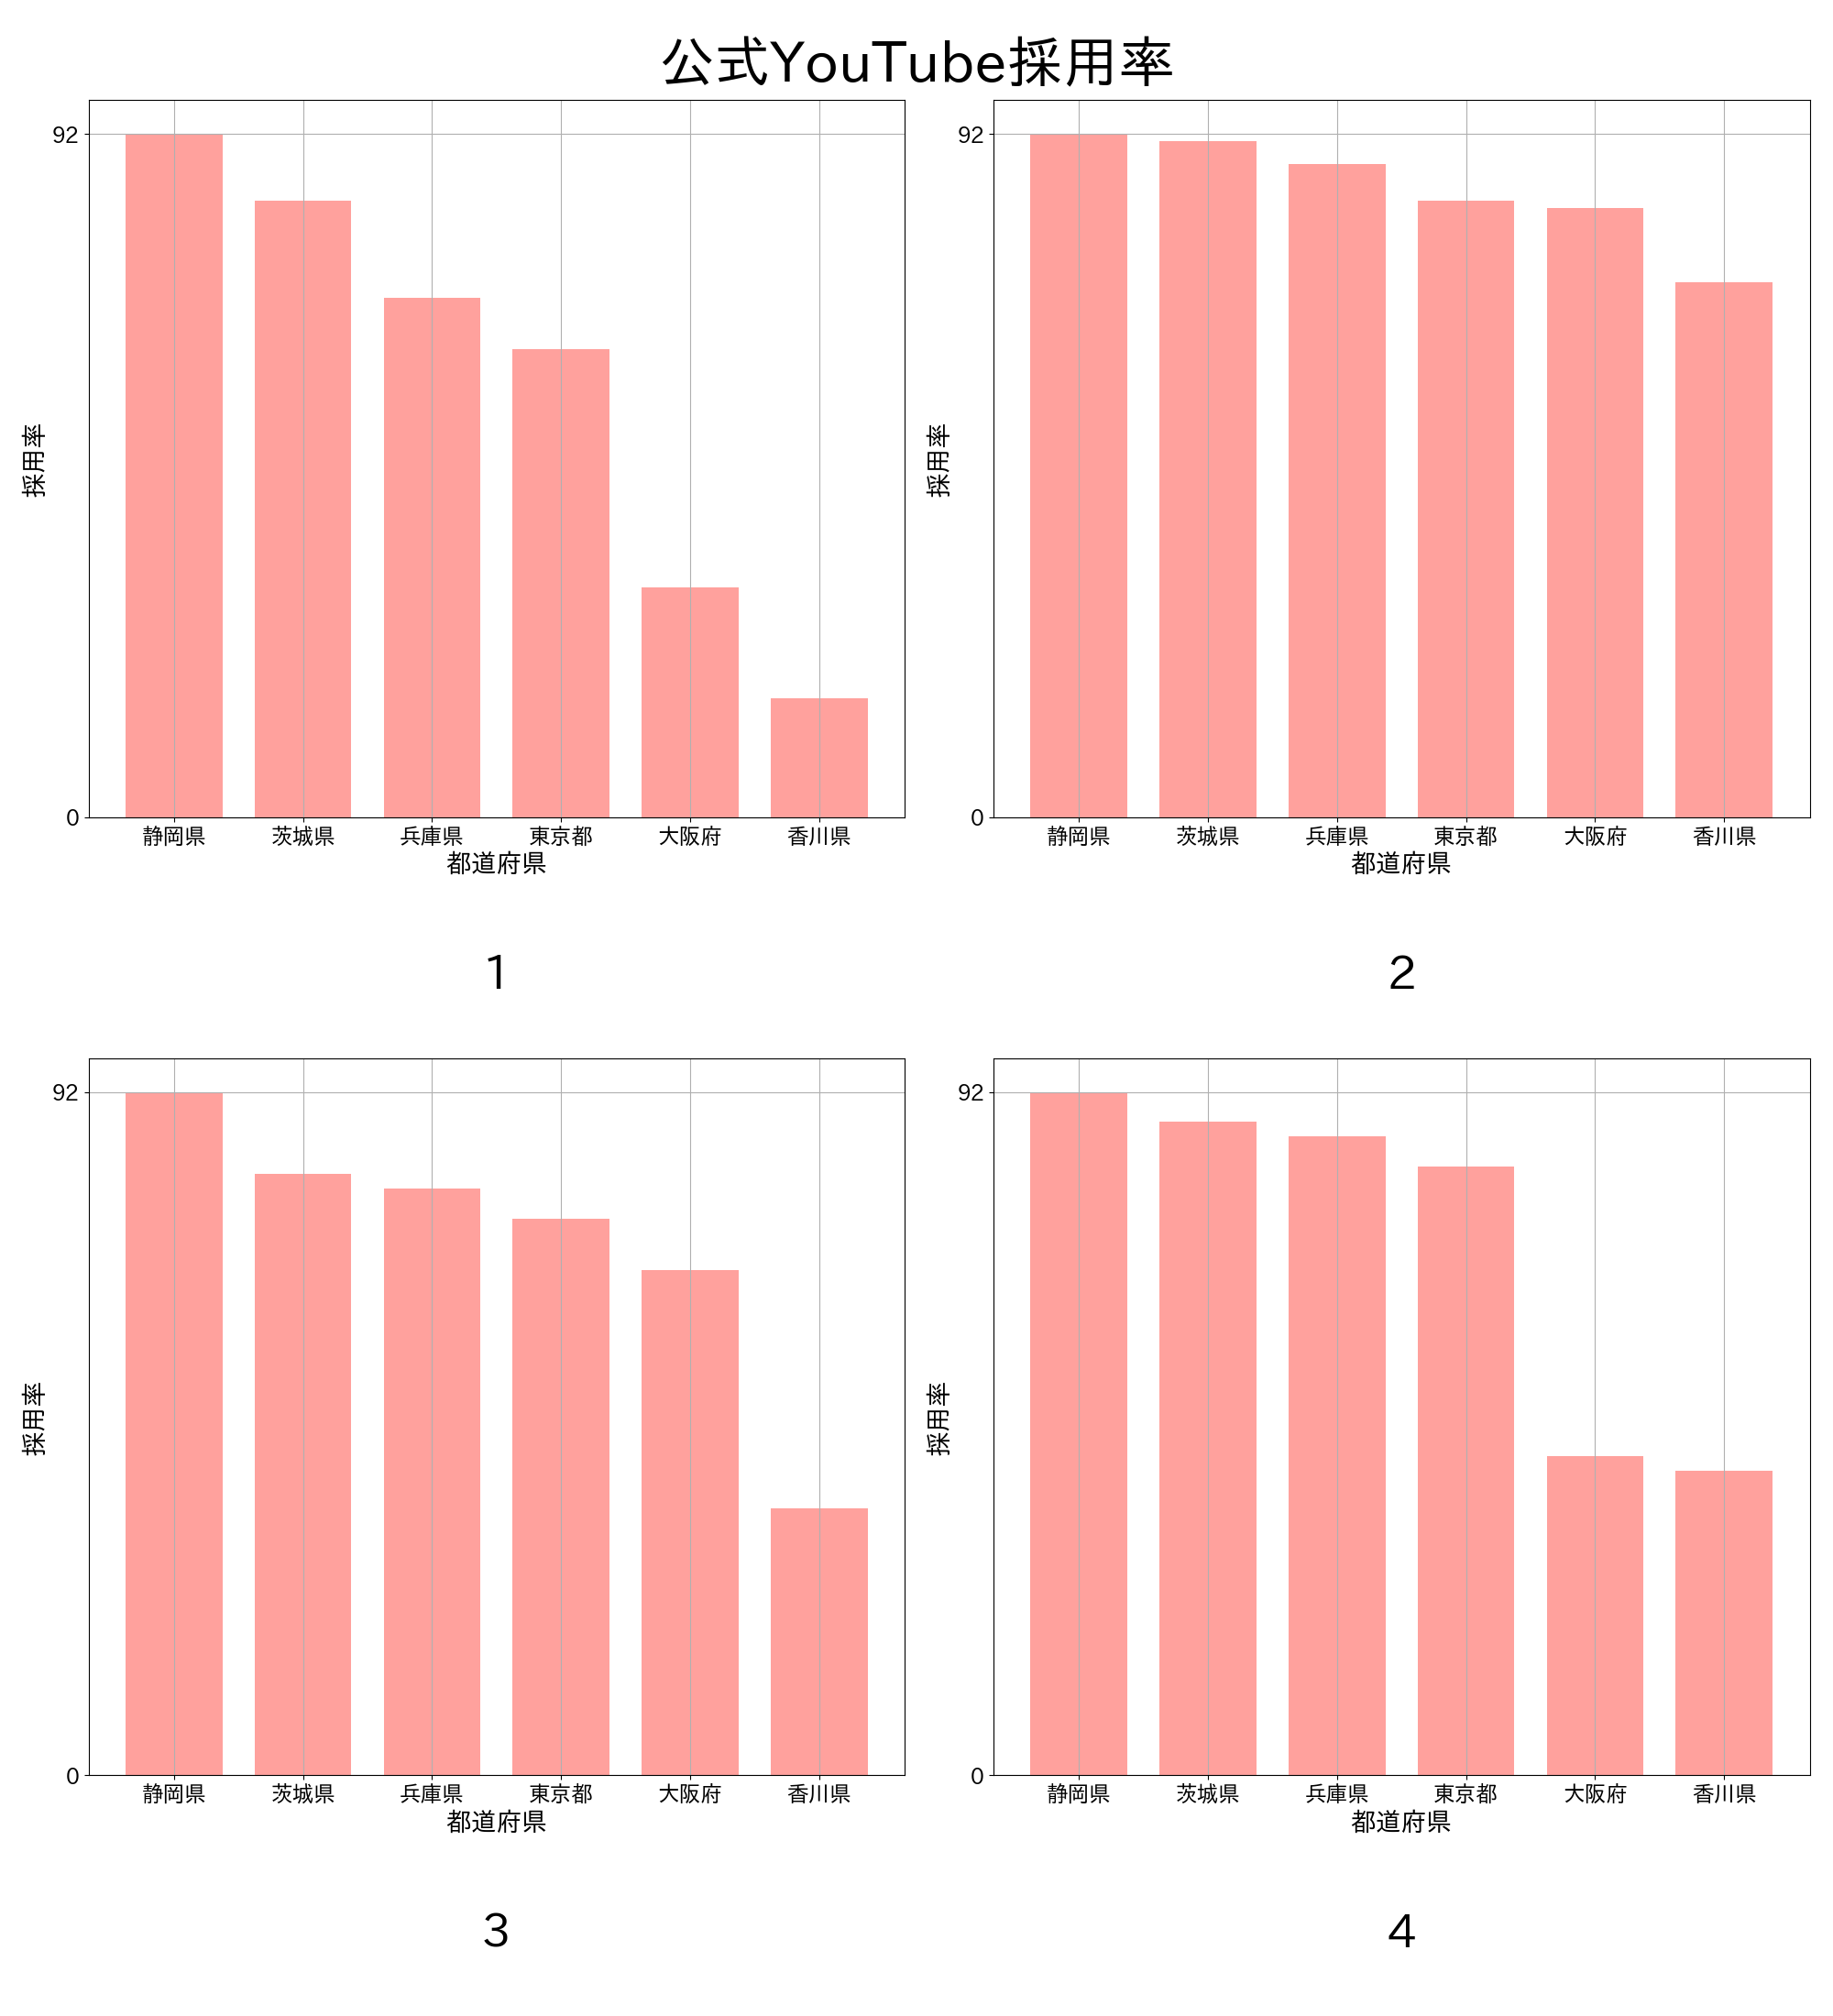 公式YouTube採用率
92
採用率
0
静岡県 茨城県 兵庫県 東京都 大阪府 香川県
都道府県
1
92
採用率
0
静岡県 茨城県 兵庫県 東京都 大阪府 香川県
都道府県
2
92
採用率
0
静岡県 茨城県 兵庫県 東京都 大阪府 香川県
都道府県
3
92
採用率
0
静岡県 茨城県 兵庫県 東京都 大阪府 香川県
都道府県
4